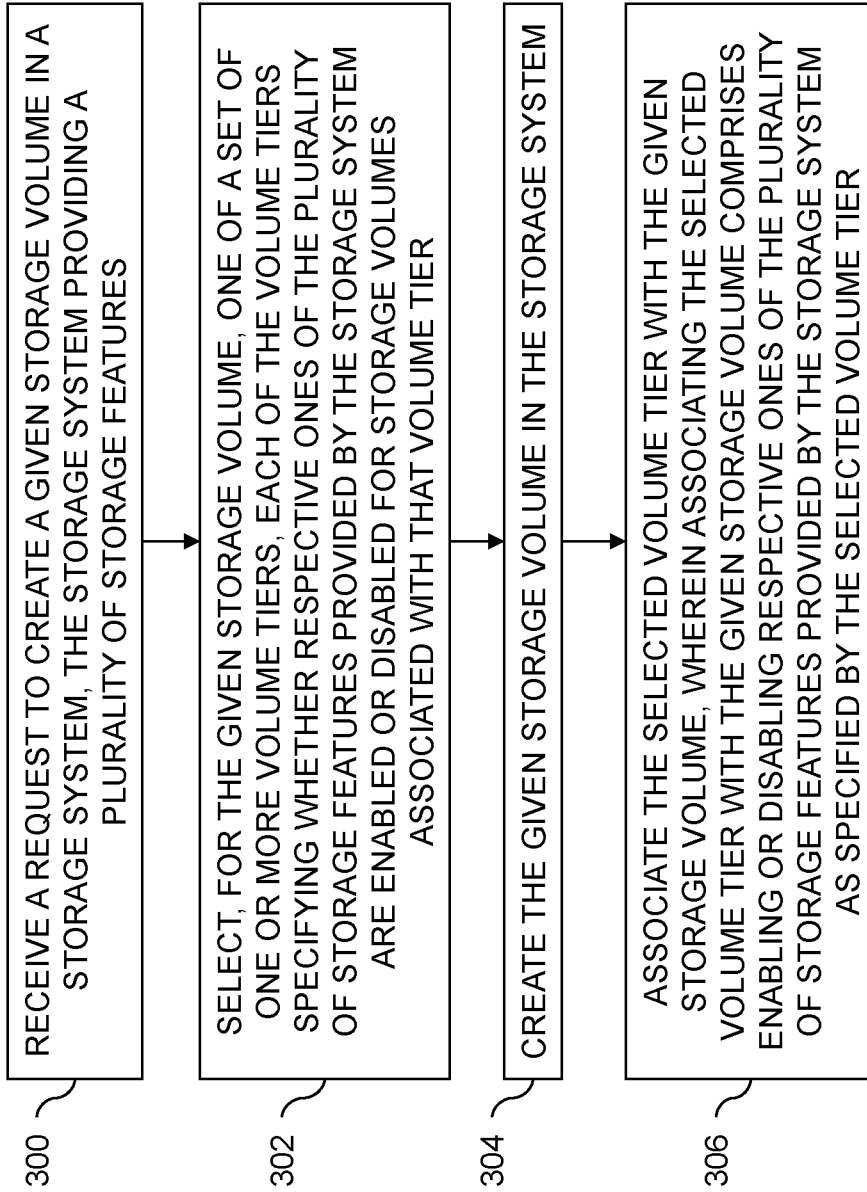 300
RECEIVE A REQUEST TO CREATE A GIVEN STORAGE VOLUME IN A
STORAGE SYSTEM, THE STORAGE SYSTEM PROVIDING A
PLURALITY OF STORAGE FEATURES
302
SELECT, FOR THE GIVEN STORAGE VOLUME, ONE OF A SET OF
ONE OR MORE VOLUME TIERS, EACH OF THE VOLUME TIERS
SPECIFYING WHETHER RESPECTIVE ONES OF THE PLURALITY
OF STORAGE FEATURES PROVIDED BY THE STORAGE SYSTEM
ARE ENABLED OR DISABLED FOR STORAGE VOLUMES
ASSOCIATED WITH THAT VOLUME TIER
304
CREATE THE GIVEN STORAGE VOLUME IN THE STORAGE SYSTEM
306
ASSOCIATE THE SELECTED VOLUME TIER WITH THE GIVEN
STORAGE VOLUME, WHEREIN ASSOCIATING THE SELECTED
VOLUME TIER WITH THE GIVEN STORAGE VOLUME COMPRISES
ENABLING OR DISABLING RESPECTIVE ONES OF THE PLURALITY
OF STORAGE FEATURES PROVIDED BY THE STORAGE SYSTEM
AS SPECIFIED BY THE SELECTED VOLUME TIER